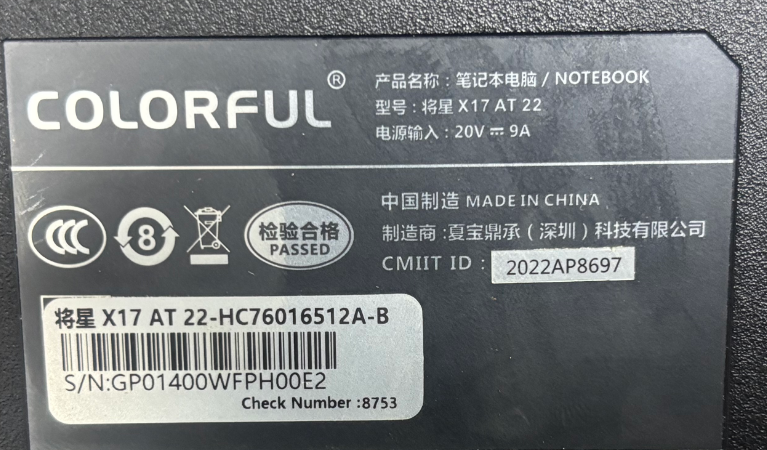 COLORFUL®
产品名称：笔记本电脑 / NOTEBOOK
型号：将星 X17 AT 22
电源输入：20V ⎓ 9A
中国制造 MADE IN CHINA
制造商：夏宝鼎承（深圳）科技有限公司
CMIIT ID：2022AP8697
CCC
8
检验合格
PASSED
将星 X17 AT 22-HC76016512A-B
S/N:GP01400WFPH00E2
Check Number :8753